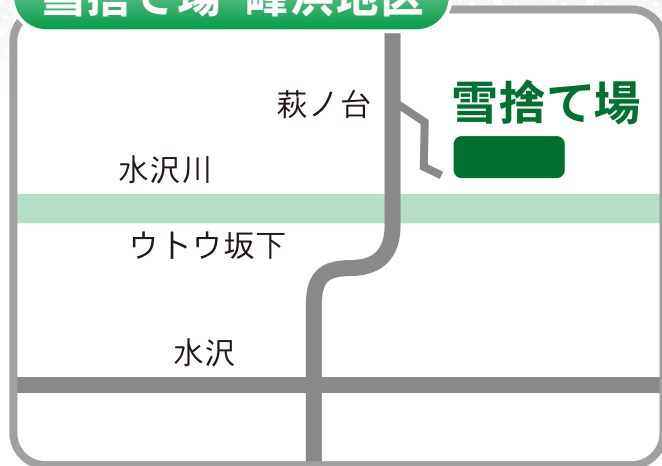 雪捨て場 峰浜地区
萩ノ台
雪捨て場
水沢川
ウトウ坂下
水沢